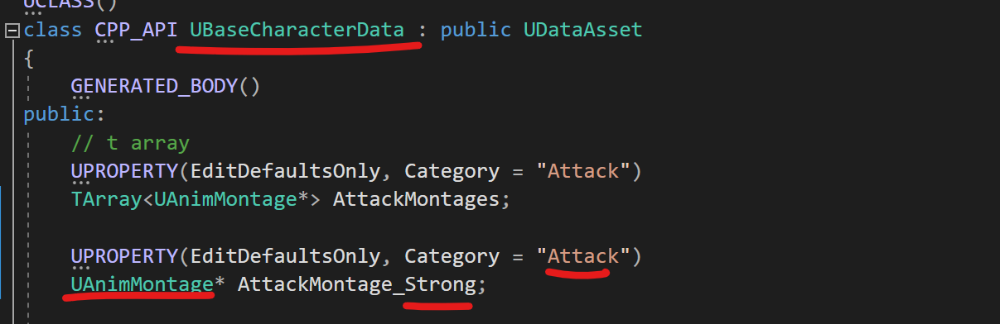 UCLASS()
class CPP_API UBaseCharacterData : public UDataAsset
{
GENERATED_BODY()
public:
// t array
UPROPERTY(EditDefaultsOnly, Category = "Attack")
TArray<UAnimMontage*> AttackMontages;
UPROPERTY(EditDefaultsOnly, Category = "Attack")
UAnimMontage* AttackMontage_Strong;